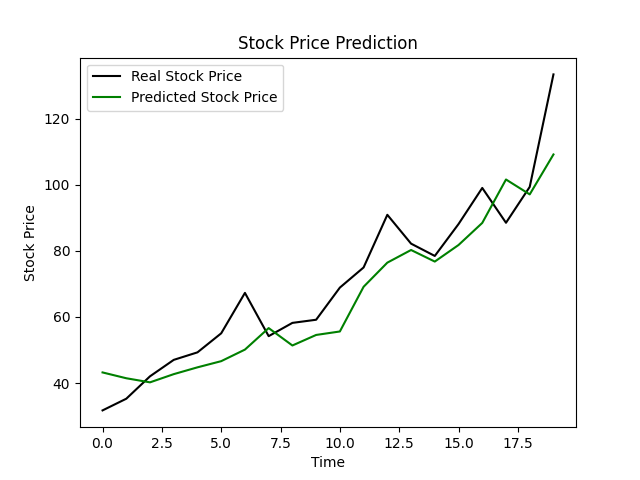 Stock Price Prediction
Real Stock Price
Predicted Stock Price
120
100
80
60
40
Stock Price
0.0 2.5 5.0 7.5 10.0 12.5 15.0 17.5
Time